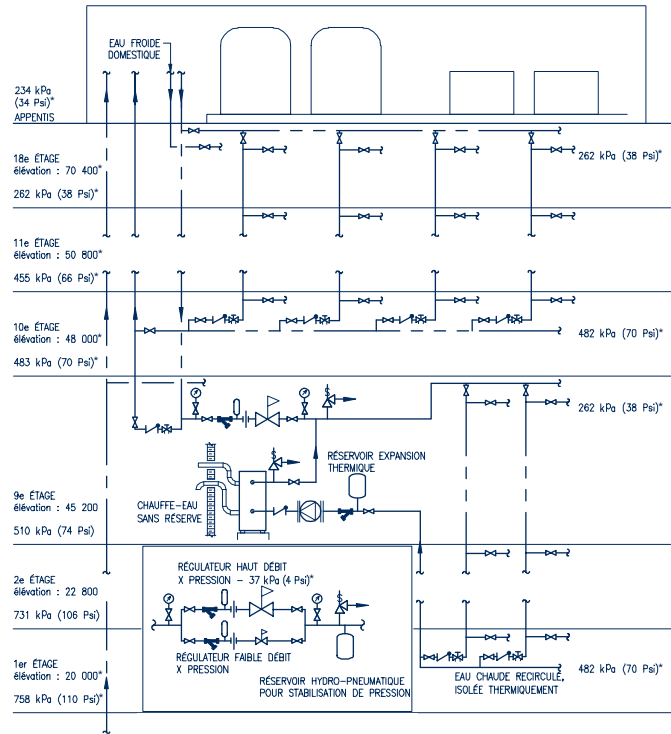 EAU FROIDE
DOMESTIQUE
234 kPa
(34 Psi)*
APPENTIS
18e ÉTAGE
élévation : 70 400*
262 kPa (38 Psi)*
262 kPa (38 Psi)*
11e ÉTAGE
élévation : 50 800*
455 kPa (66 Psi)*
10e ÉTAGE
élévation : 48 000*
483 kPa (70 Psi)*
482 kPa (70 Psi)*
262 kPa (38 Psi)*
S
S
RÉSERVOIR EXPANSION
THERMIQUE
CHAUFFE-EAU
SANS RÉSERVE
9e ÉTAGE
élévation : 45 200
510 kPa (74 Psi)
2e ÉTAGE
élévation : 22 800
731 kPa (106 Psi)
RÉGULATEUR HAUT DÉBIT
X PRESSION - 37 kPa (4 Psi)*
S
RÉGULATEUR FAIBLE DÉBIT
X PRESSION
RÉSERVOIR HYDRO-PNEUMATIQUE
POUR STABILISATION DE PRESSION
1er ÉTAGE
élévation : 20 000*
758 kPa (110 Psi)*
482 kPa (70 Psi)*
EAU CHAUDE RECIRCULÉ,
ISOLÉE THERMIQUEMENT